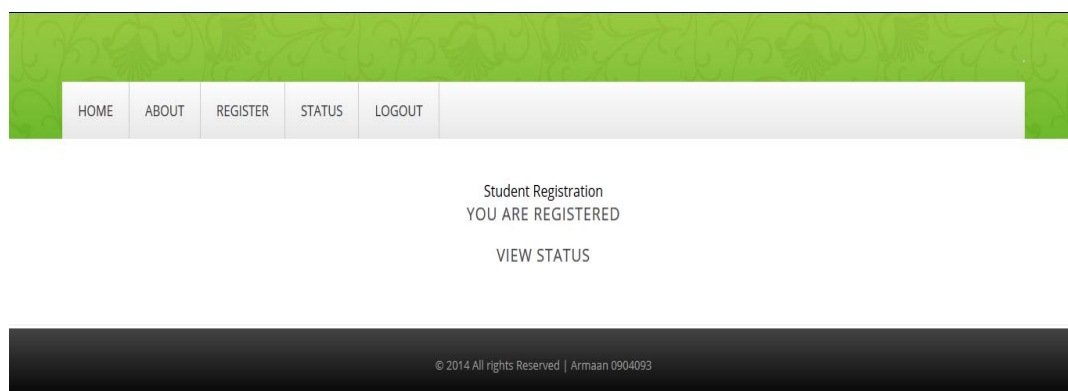 HOME ABOUT REGISTER STATUS LOGOUT
Student Registration
YOU ARE REGISTERED
VIEW STATUS
© 2014 All rights Reserved | Armaan 0904093